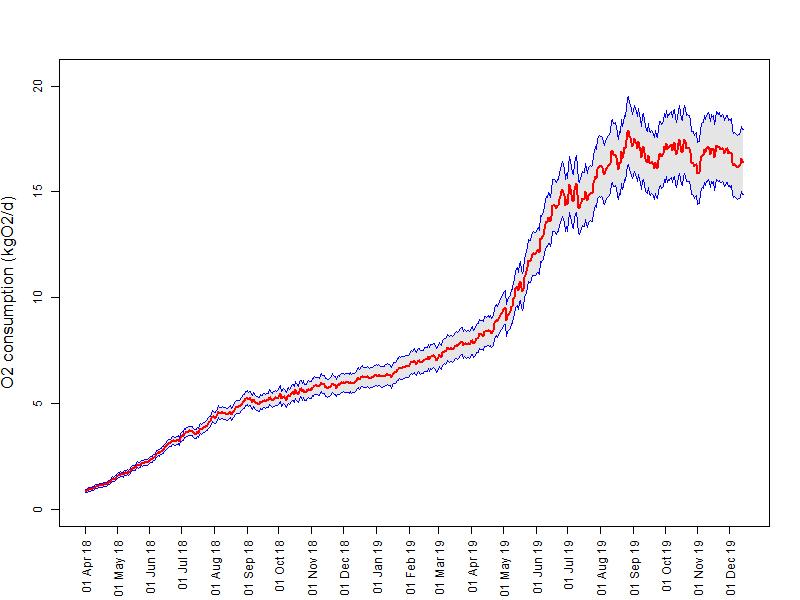 O2 consumption (kgO2/d)
20
15
10
5
0
01 Apr 18
01 May 18
01 Jun 18
01 Jul 18
01 Aug 18
01 Sep 18
01 Oct 18
01 Nov 18
01 Dec 18
01 Jan 19
01 Feb 19
01 Mar 19
01 Apr 19
01 May 19
01 Jun 19
01 Jul 19
01 Aug 19
01 Sep 19
01 Oct 19
01 Nov 19
01 Dec 19